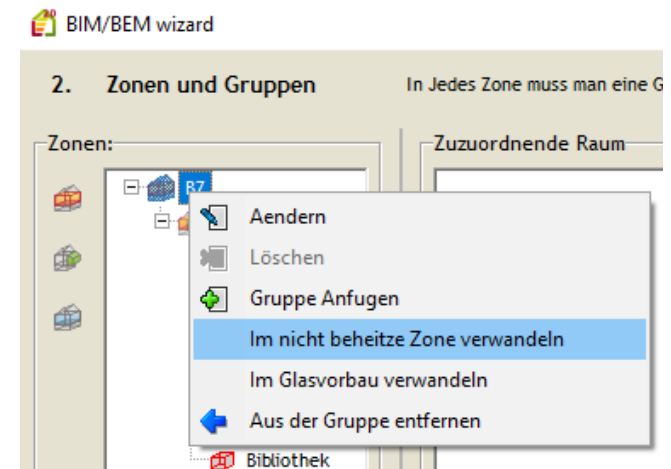 BIM/BEM wizard
2. Zonen und Gruppen
In Jedes Zone muss man eine G
Zonen:
Zuzuordnende Raum
BZ
Aendern
Löschen
Gruppe Anfugen
Im nicht beheitze Zone verwandeln
Im Glasvorbau verwandeln
Aus der Gruppe entfernen
Bibliothek